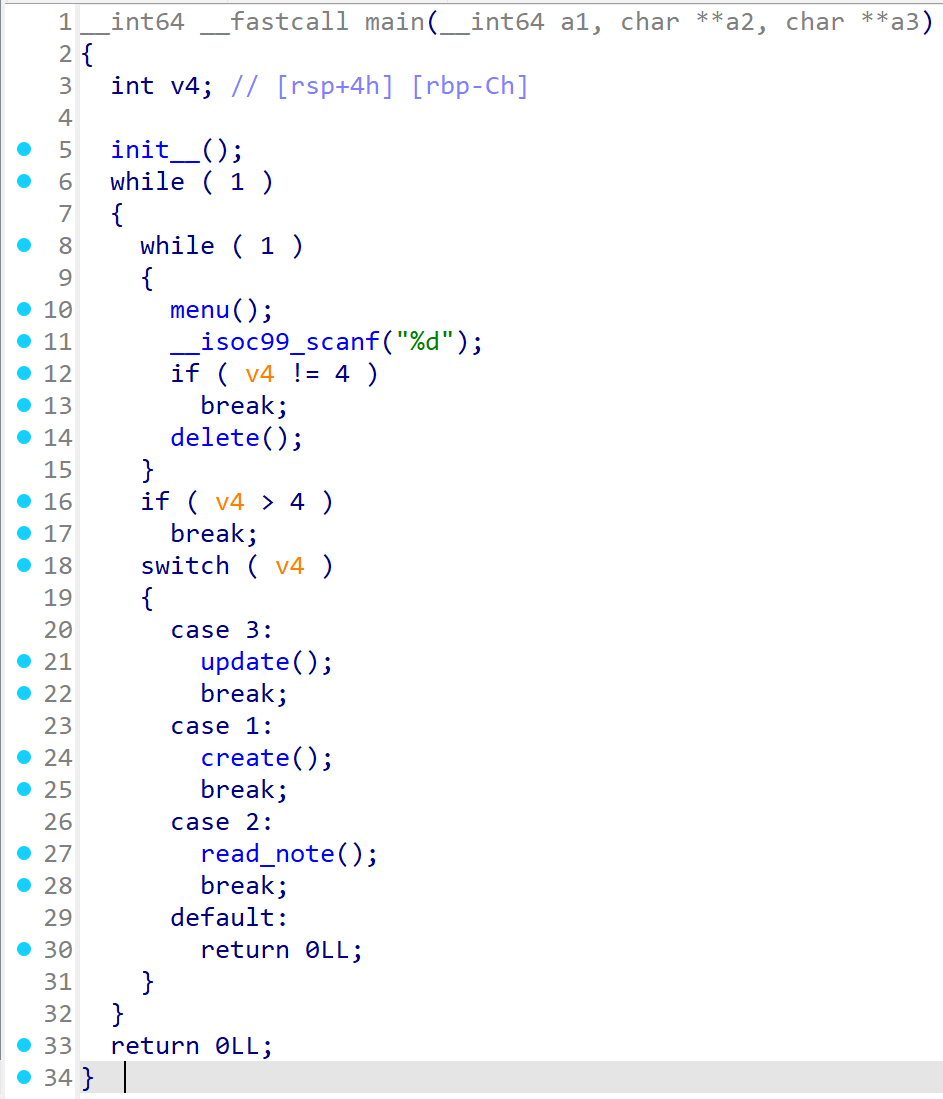 1 __int64 __fastcall main(__int64 a1, char **a2, char **a3)
2 {
3   int v4; // [rsp+4h] [rbp-Ch]
4
5   init__();
6   while ( 1 )
7   {
8     while ( 1 )
9     {
10       menu();
11       __isoc99_scanf("%d");
12       if ( v4 != 4 )
13         break;
14       delete();
15     }
16     if ( v4 > 4 )
17       break;
18     switch ( v4 )
19     {
20       case 3:
21         update();
22         break;
23       case 1:
24         create();
25         break;
26       case 2:
27         read_note();
28         break;
29       default:
30         return 0LL;
31     }
32   }
33   return 0LL;
34 }